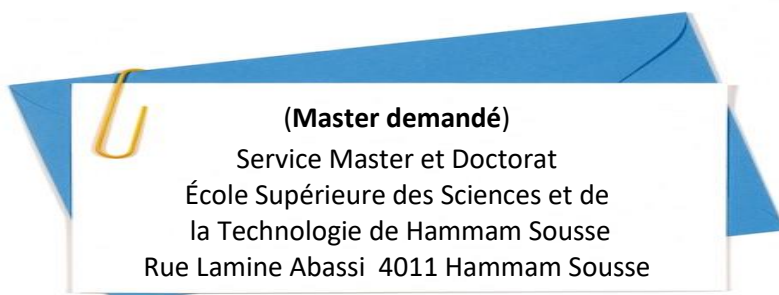 (Master demandé)
Service Master et Doctorat
École Supérieure des Sciences et de
la Technologie de Hammam Sousse
Rue Lamine Abassi 4011 Hammam Sousse